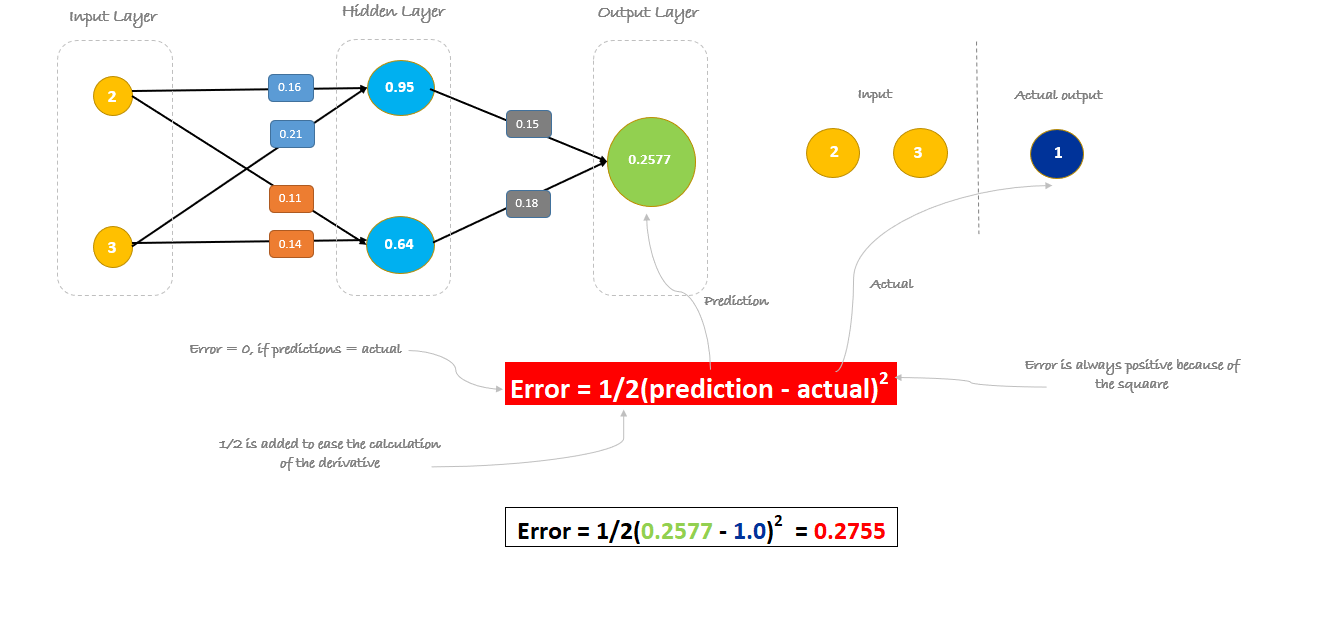 Input Layer
Hidden Layer
Output Layer
2
3
0.16
0.21
0.11
0.14
0.95
0.64
0.15
0.18
0.2577
Input
Actual output
2
3
1
Prediction
Actual
Error = 0, if predictions = actual
Error = 1/2(prediction - actual)²
Error is always positive because of
the squaare
1/2 is added to ease the calculation
of the derivative
Error = 1/2(0.2577 - 1.0)² = 0.2755